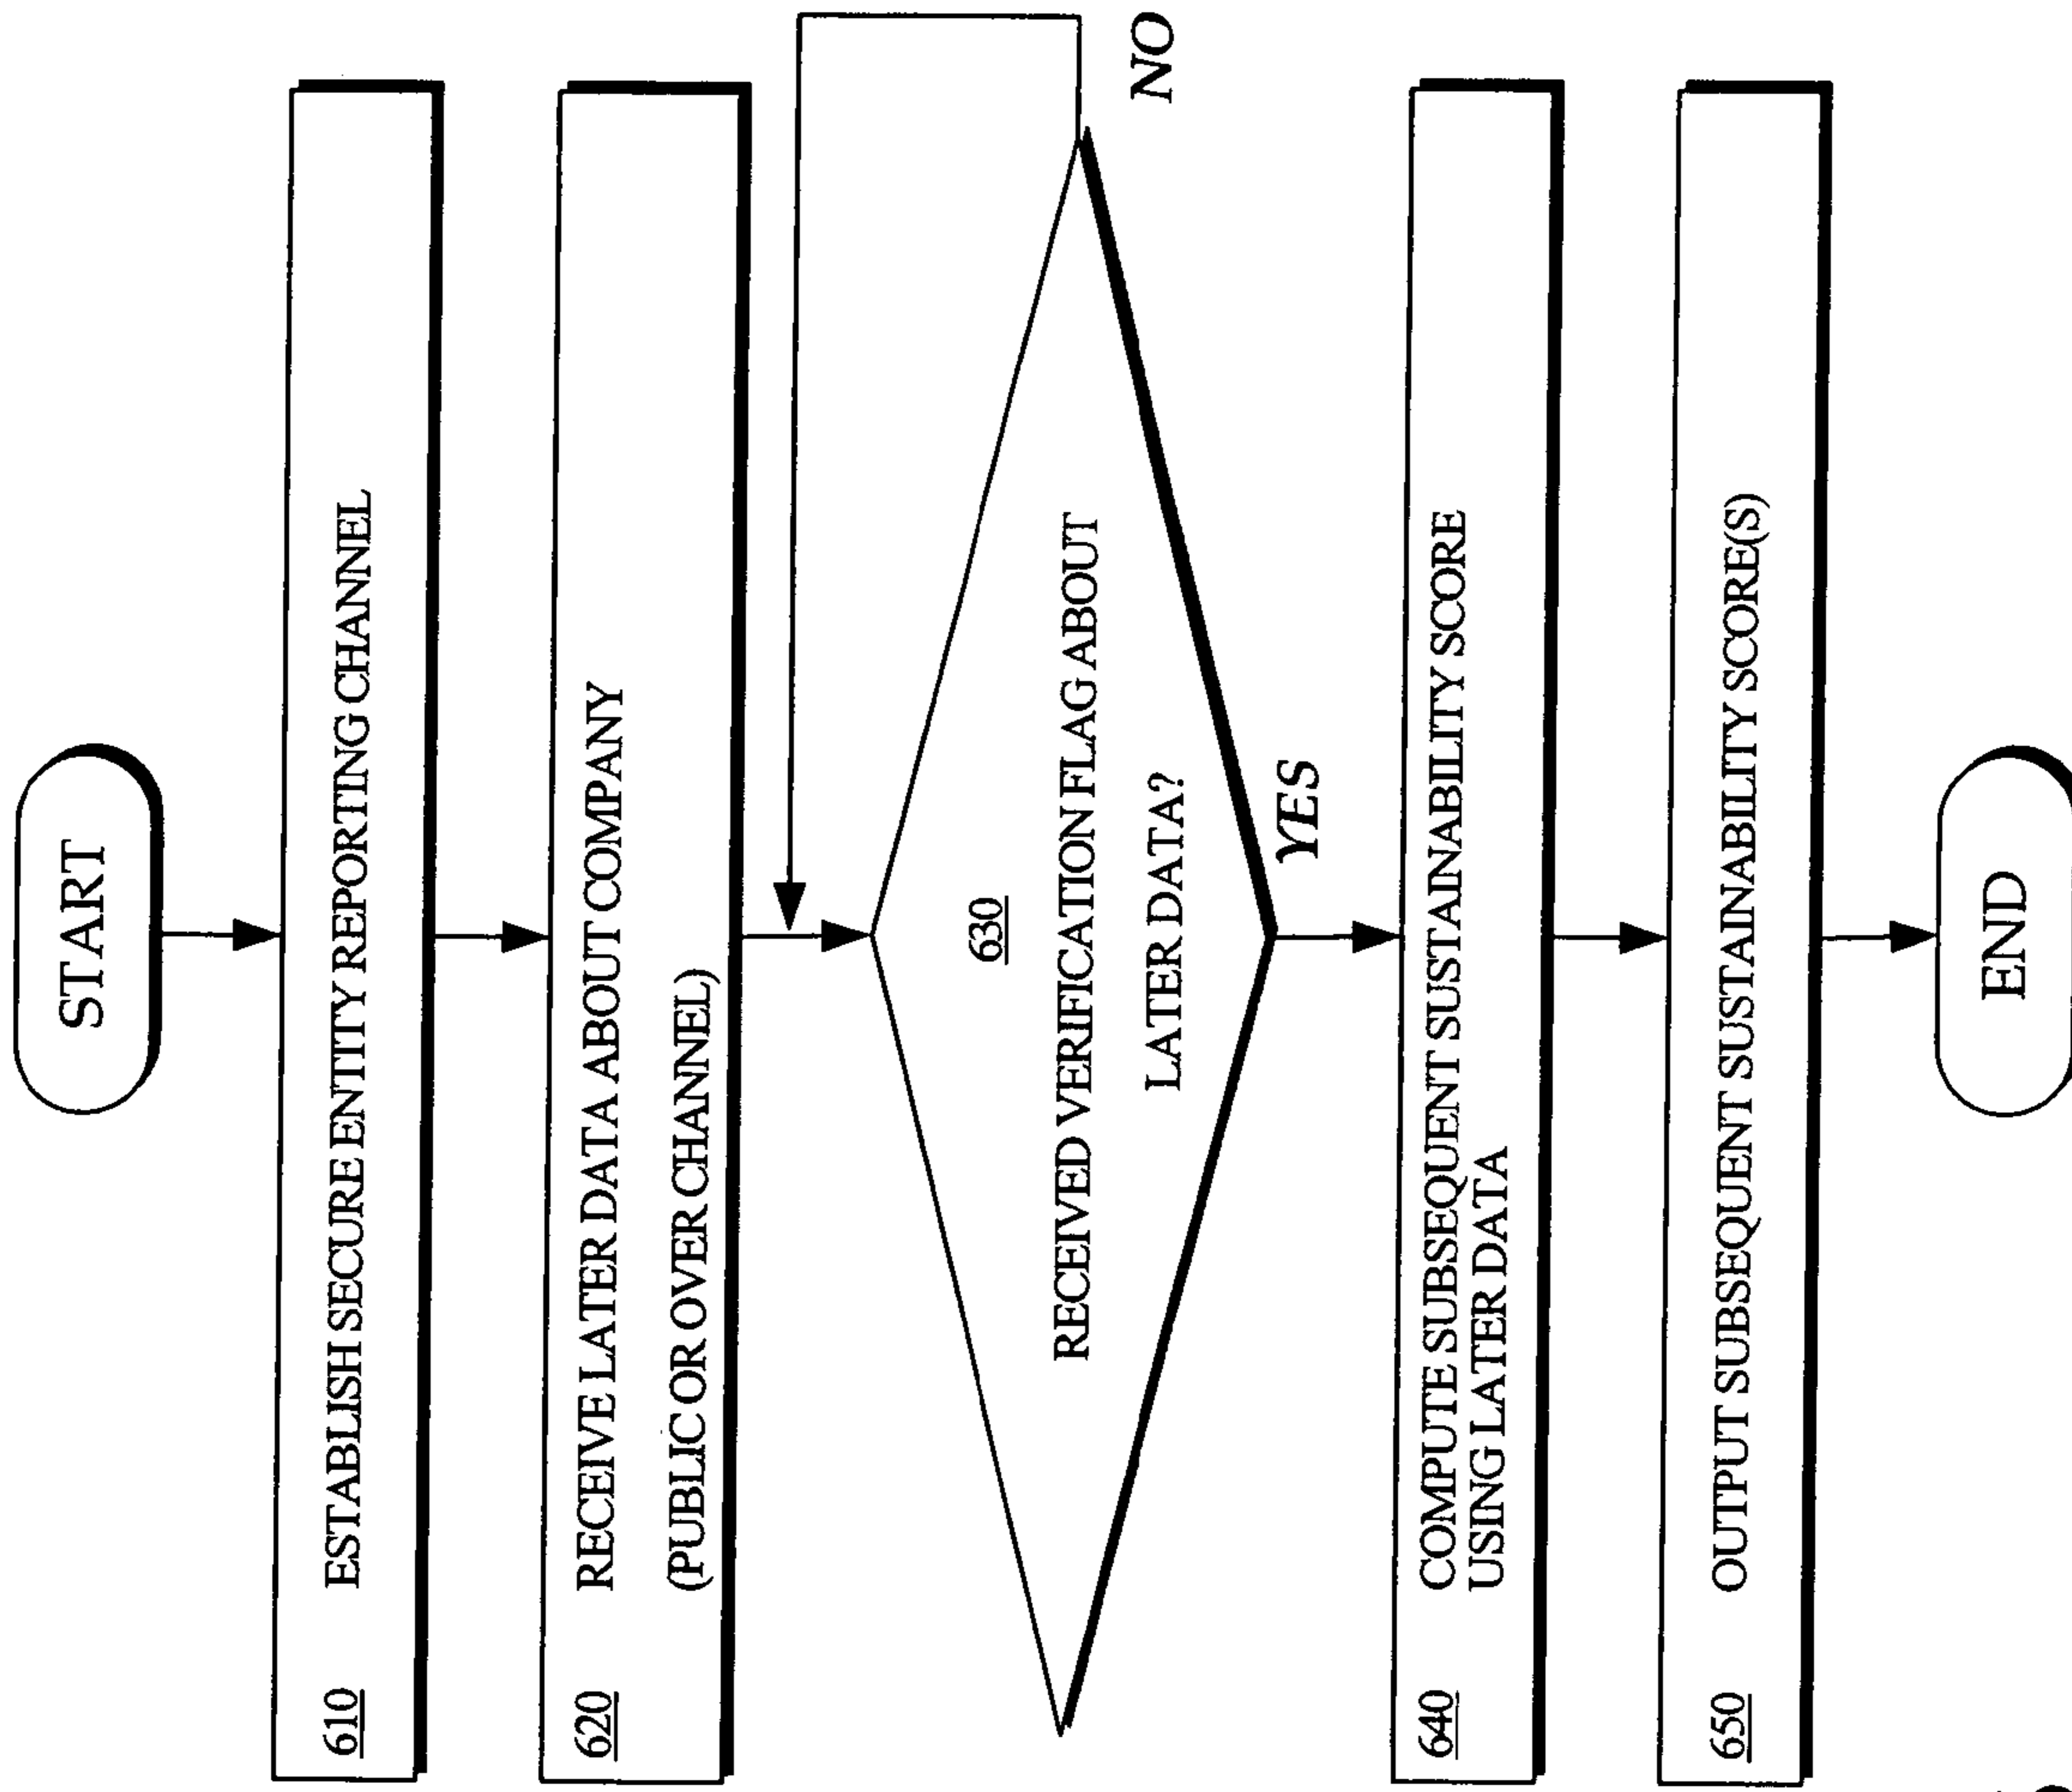 START
610 ESTABLISH SECURE ENTITY REPORTING CHANNEL
620 RECEIVE LATER DATA ABOUT COMPANY
(PUBLIC OR OVER CHANNEL)
630
RECEIVED VERIFICATION FLAG ABOUT
LATER DATA?
NO
YES
640 COMPUTE SUBSEQUENT SUSTAINABILITY SCORE
USING LATER DATA
650 OUTPUT SUBSEQUENT SUSTAINABILITY SCORE(S)
END